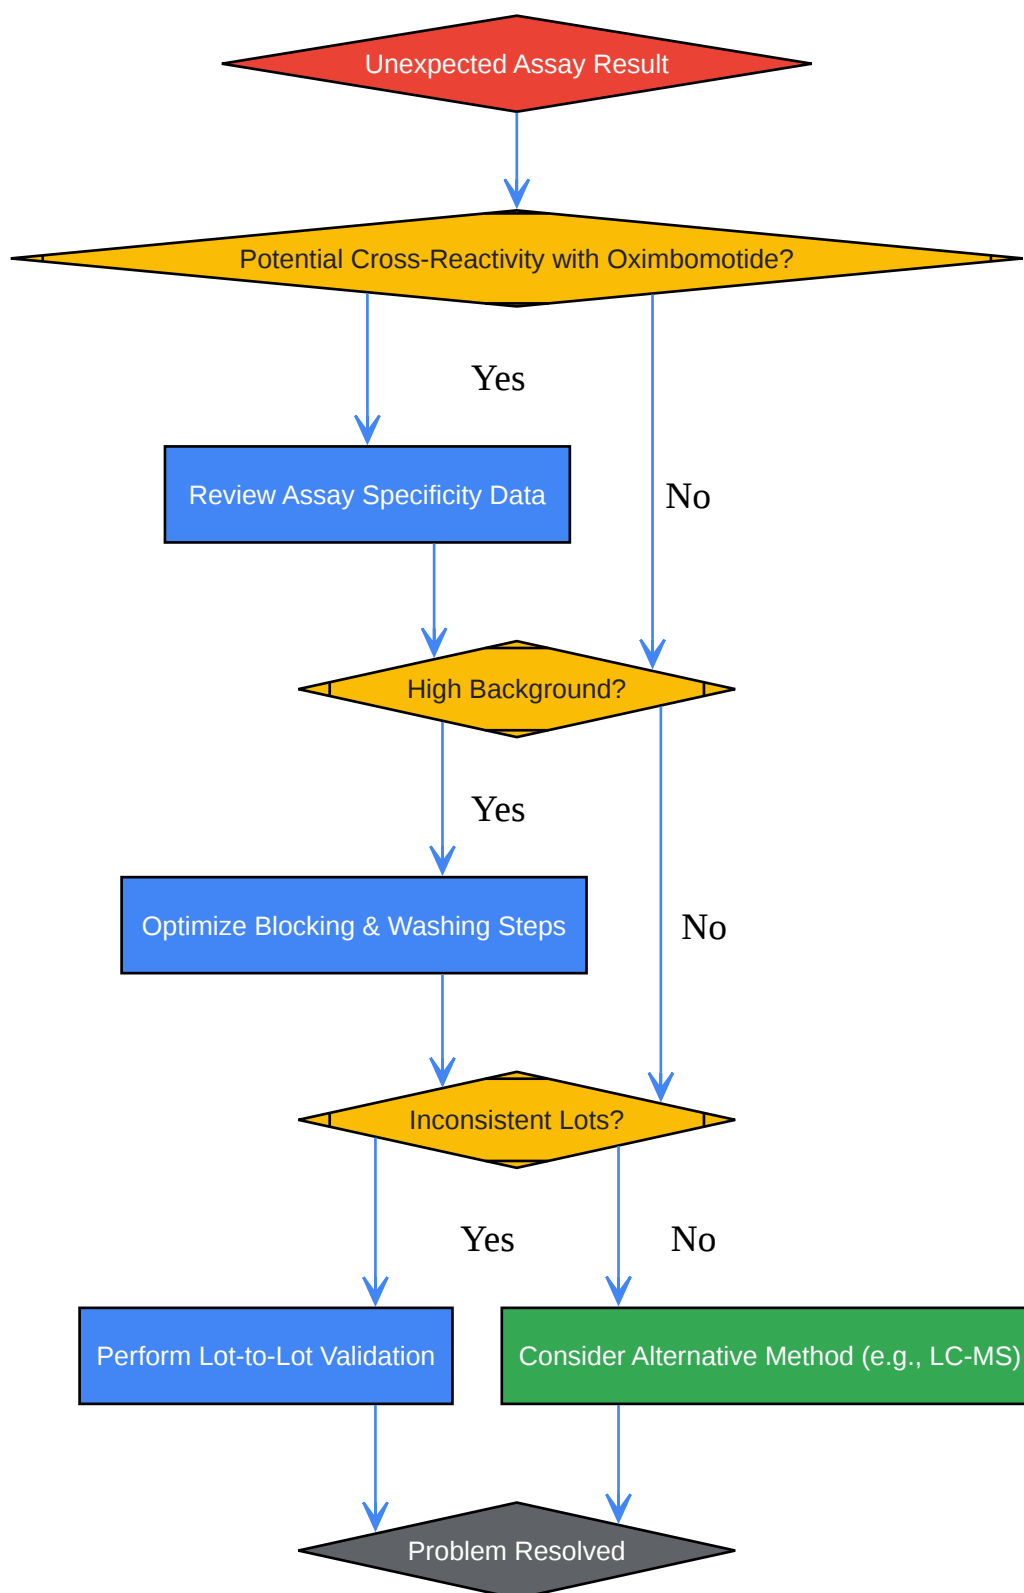 Unexpected Assay Result
Potential Cross-Reactivity with Oximbomotide?
Yes
Review Assay Specificity Data
No
High Background?
Yes
Optimize Blocking & Washing Steps
No
Inconsistent Lots?
Yes
No
Perform Lot-to-Lot Validation
Consider Alternative Method (e.g., LC-MS)
Problem Resolved